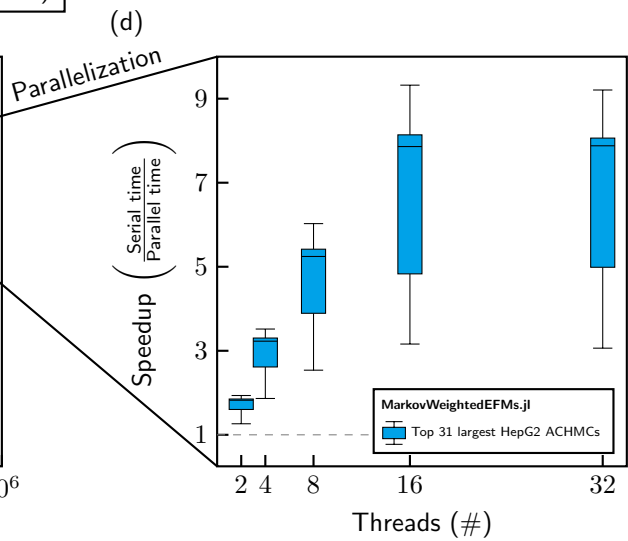 (d)
Parallelization
9
7
5
3
1
Speedup (Serial time / Parallel time)
MarkovWeightedEFMs.jl
Top 31 largest HepG2 ACHMCs
2 4 8 16 32
Threads (#)